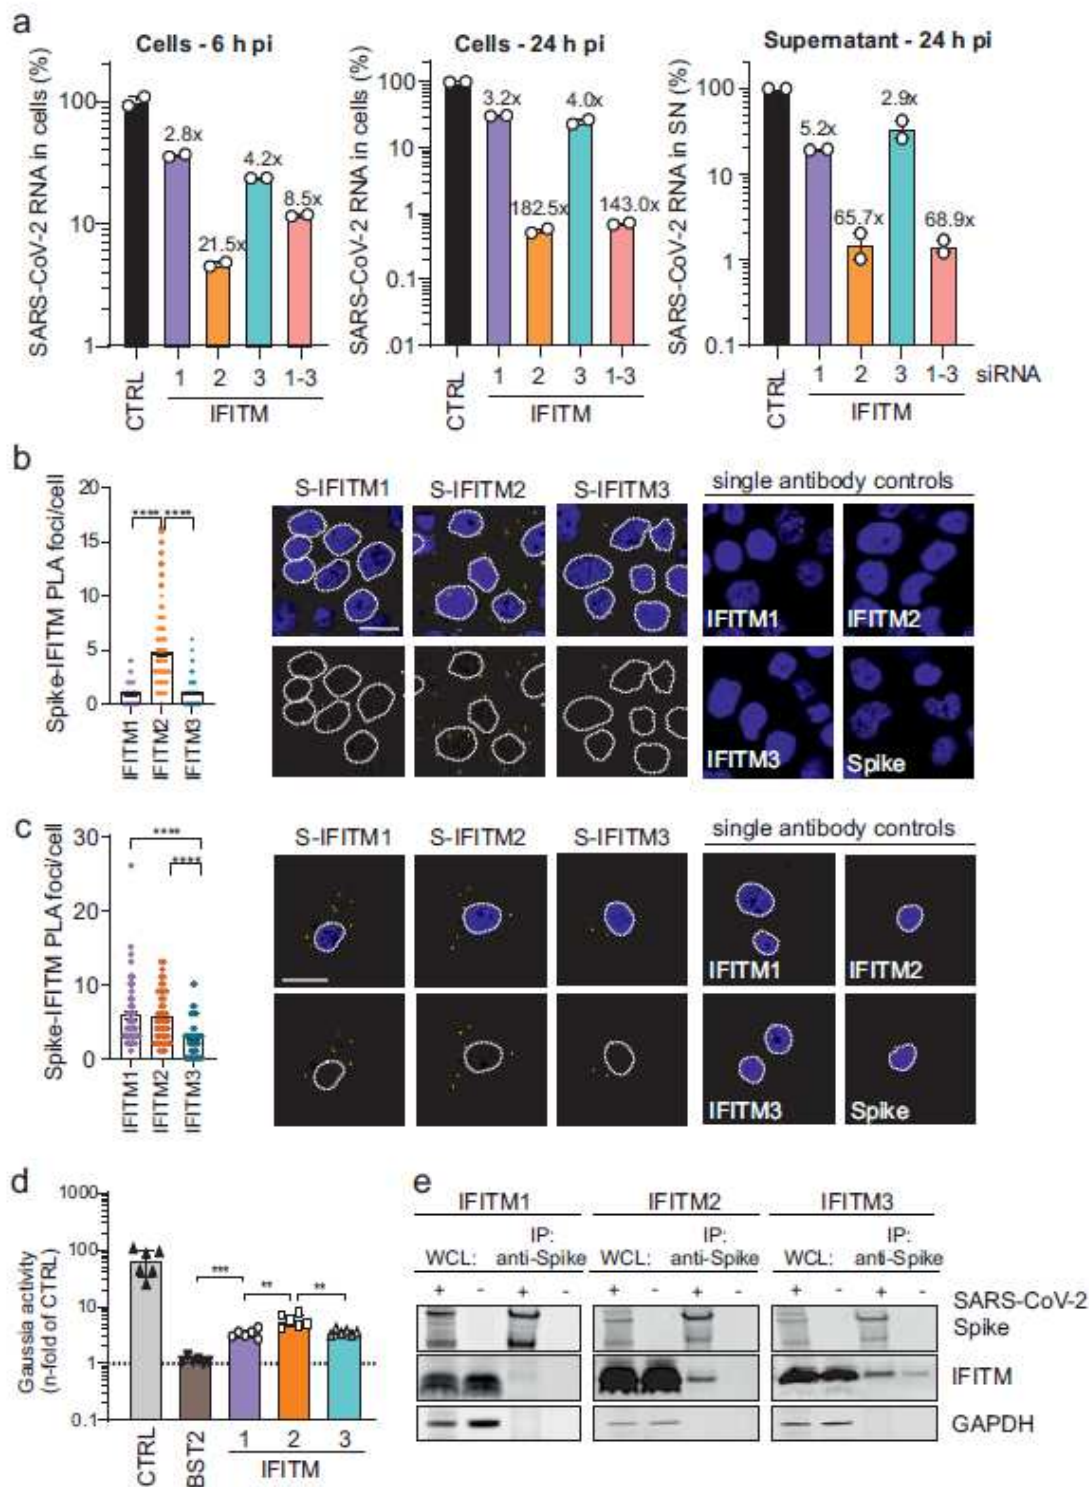 a
Cells - 6 h pi
Cells - 24 h pi
Supernatant - 24 h pi
SARS-CoV-2 RNA in cells (%)
100
10
1
2.8x
21.5x
4.2x
8.5x
CTRL
1 2 3 1-3
IFITM
SARS-CoV-2 RNA in cells (%)
100
10
1
0.1
.01
3.2x
182.5x
4.0x
143.0x
CTRL
1 2 3 1-3
IFITM
SARS-CoV-2 RNA in SN (%)
100
10
1
0.1
5.2x
65.7x
2.9x
68.9x
CTRL
1 2 3 1-3 siRNA
IFITM
b
Spike-IFITM PLA foci/cell
20
15
10
5
0
**** ****
IFITM1
IFITM2
IFITM3
S-IFITM1 S-IFITM2 S-IFITM3 single antibody controls
IFITM1 IFITM2
IFITM3 Spike
c
Spike-IFITM PLA foci/cell
30
20
10
0
****
****
IFITM1
IFITM2
IFITM3
S-IFITM1 S-IFITM2 S-IFITM3 single antibody controls
IFITM1 IFITM2
IFITM3 Spike
d
Gaussia activity
(n-fold of CTRL)
1000
100
10
1
0.1
*** ** **
CTRL
BST2
1 2 3
IFITM
e
IFITM1 IFITM2 IFITM3
IP: IP: IP:
WCL: anti-Spike WCL: anti-Spike WCL: anti-Spike
+ - + - + - + - + - + -
SARS-CoV-2
Spike
IFITM
GAPDH